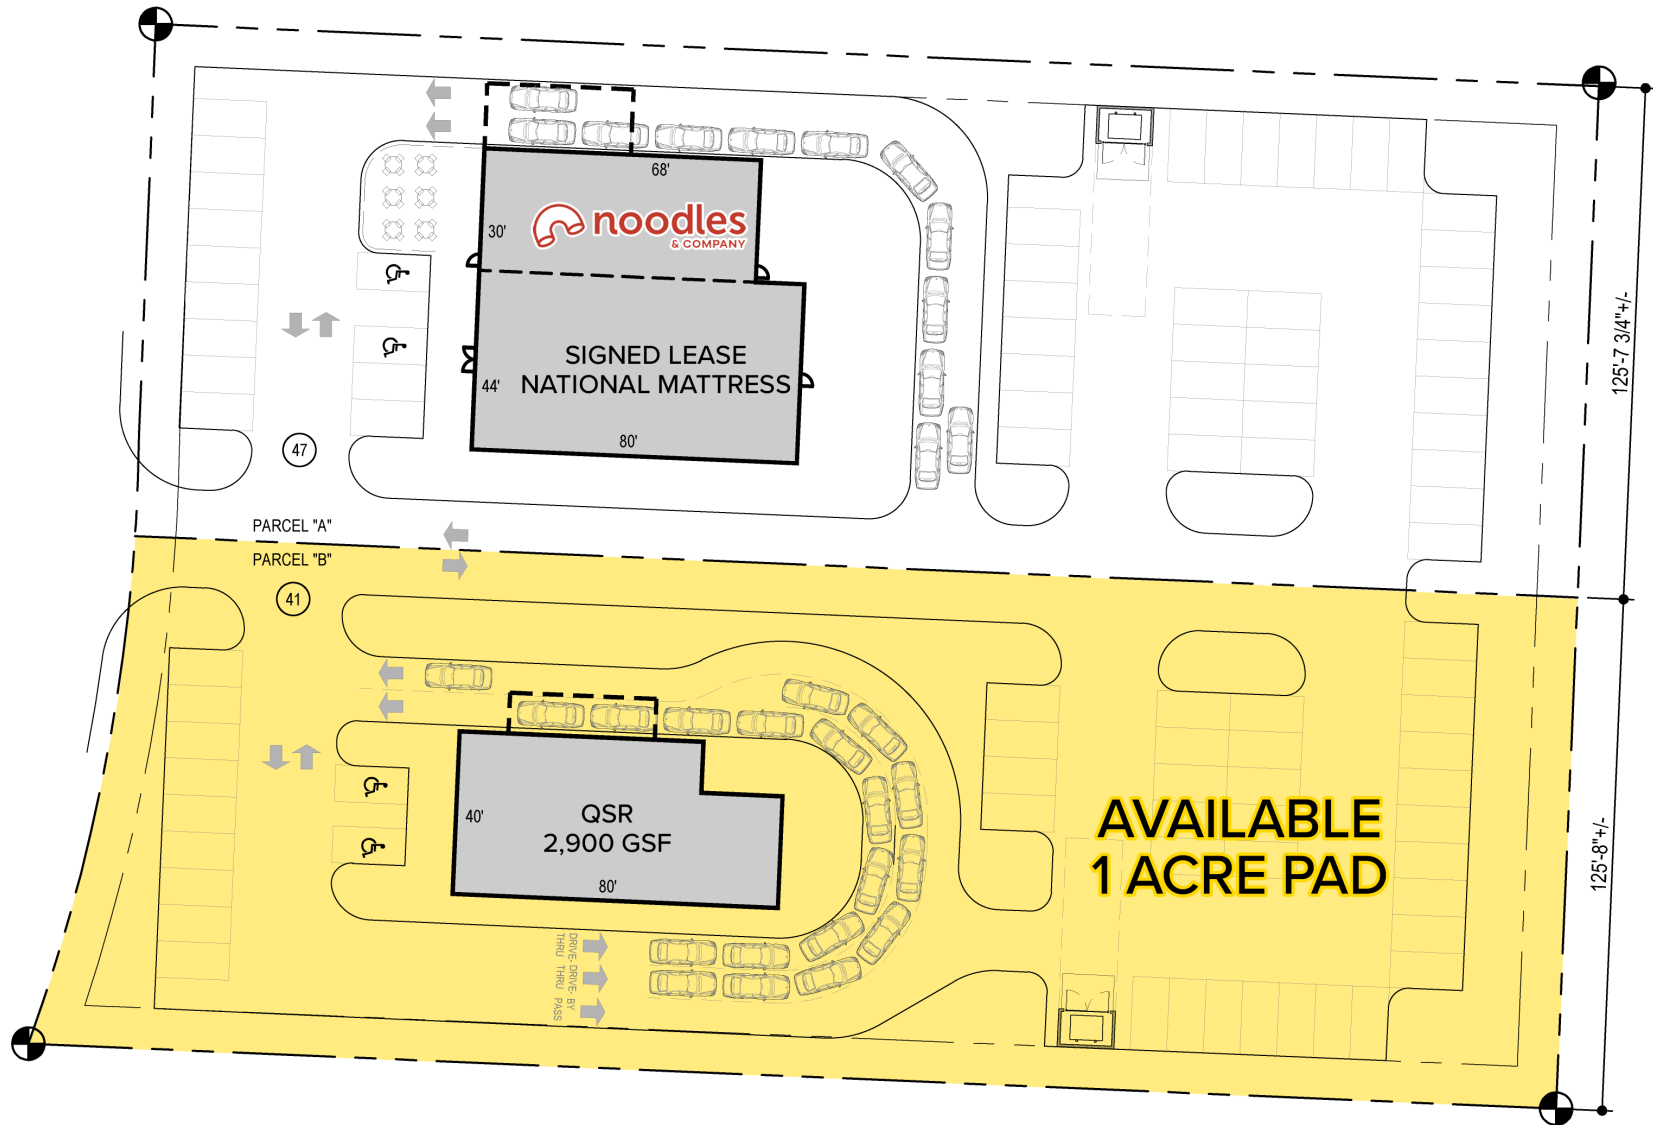 68'
noodles
& COMPANY
30'
SIGNED LEASE
NATIONAL MATTRESS
44'
80'
47
125'-7 3/4"+/-
PARCEL "A"
PARCEL "B"
41
QSR
2,900 GSF
40'
80'
AVAILABLE
1 ACRE PAD
125'-8"+/-
DRIVE-
THRU
DRIVE-
THRU
BY
PASS